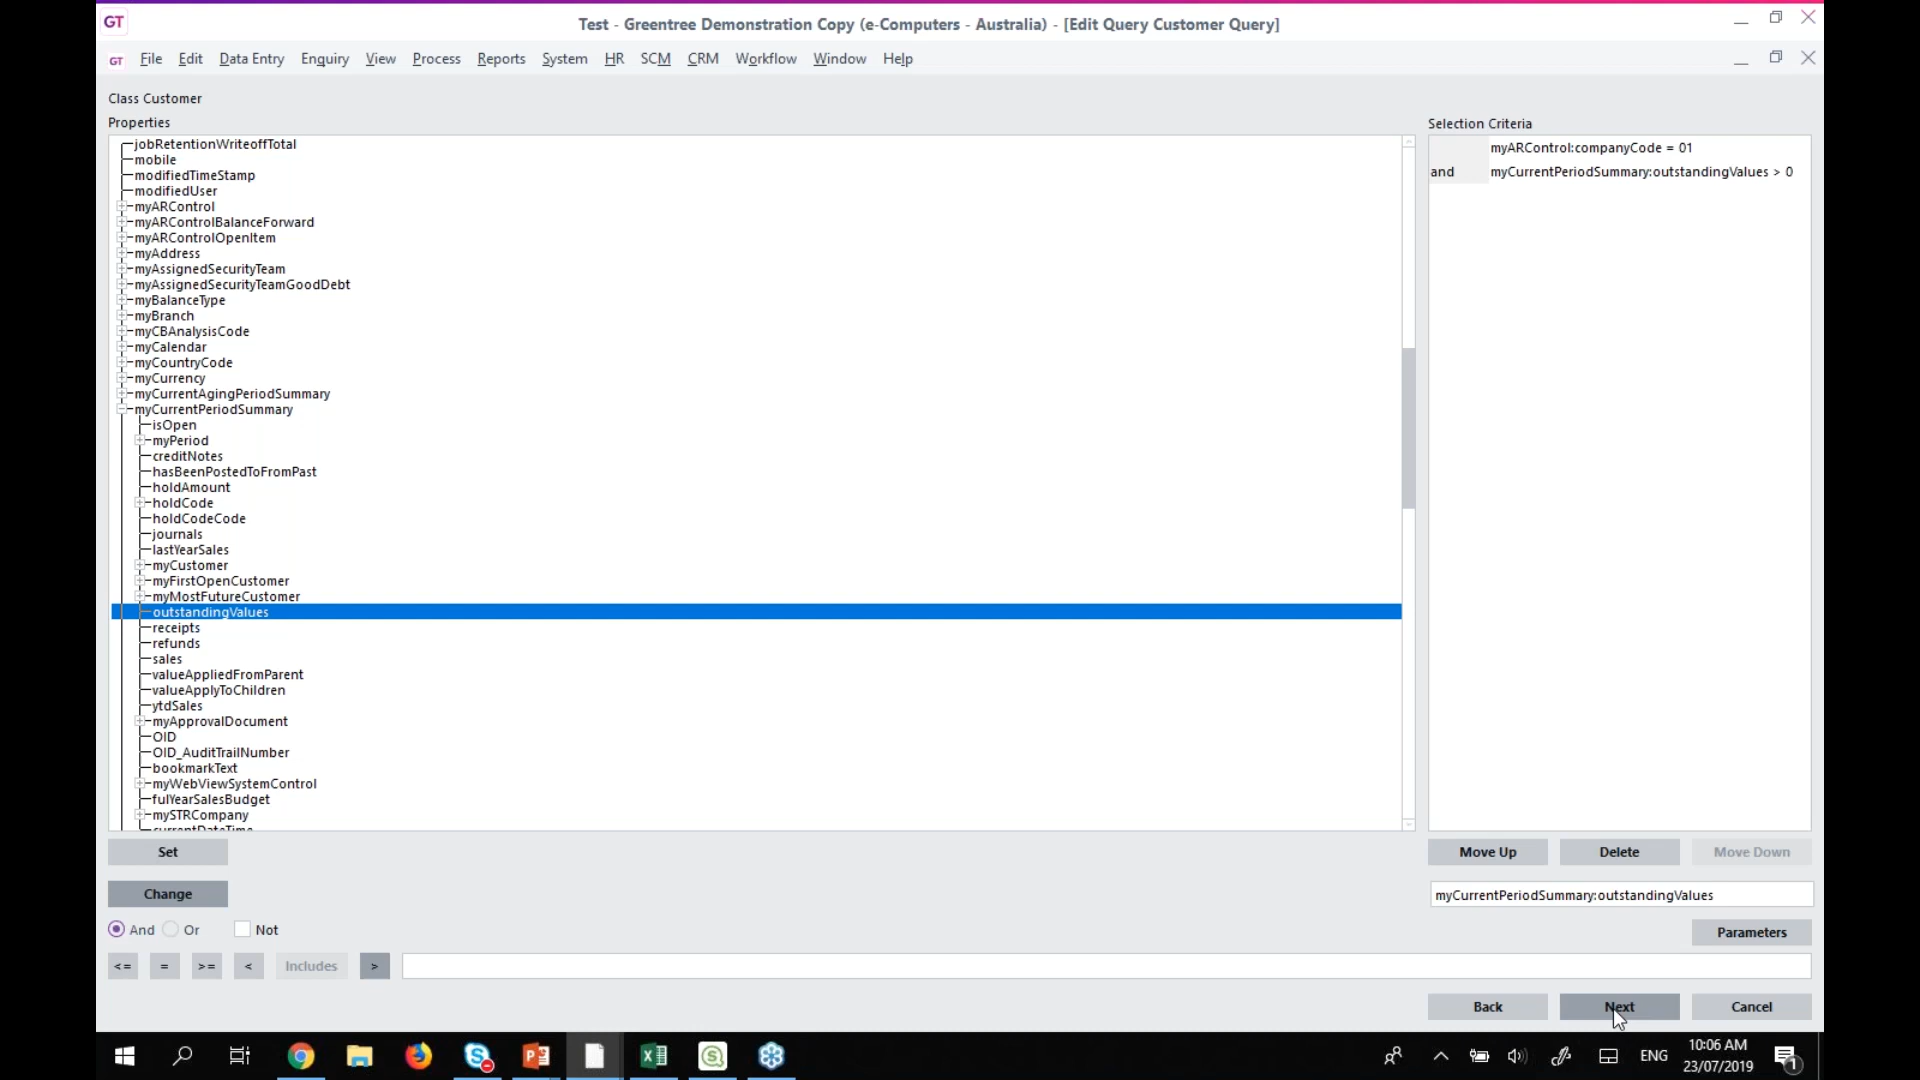 GT
Test - Greentree Demonstration Copy (e-Computers - Australia) - [Edit Query Customer Query]
GT File Edit Data Entry Enquiry View Process Reports System HR SCM CRM Workflow Window Help
Class Customer
Properties
Selection Criteria
jobRetentionWriteoffTotal
mobile
modifiedTimeStamp
modifiedUser
myARControl
myARControlBalanceForward
myARControlOpenItem
myAddress
myAssignedSecurityTeam
myAssignedSecurityTeamGoodDebt
myBalanceType
myBranch
myCBAnalysisCode
myCalendar
myCountryCode
myCurrency
myCurrentAgingPeriodSummary
myCurrentPeriodSummary
isOpen
myPeriod
creditNotes
hasBeenPostedToFromPast
holdAmount
holdCode
holdCodeCode
journals
lastYearSales
myCustomer
myFirstOpenCustomer
myMostFutureCustomer
outstandingValues
receipts
refunds
sales
valueAppliedFromParent
valueApplyToChildren
ytdSales
myApprovalDocument
OID
OID_AuditTrailNumber
bookmarkText
myWebViewSystemControl
fullYearSalesBudget
mySTRCompany
currentDateTime
myARControl:companyCode = 01
and myCurrentPeriodSummary:outstandingValues > 0
Set
Move Up Delete Move Down
Change
myCurrentPeriodSummary:outstandingValues
And Or Not
Parameters
<= = >= < Includes >
Back Next Cancel
ENG
10:06 AM
23/07/2019
1